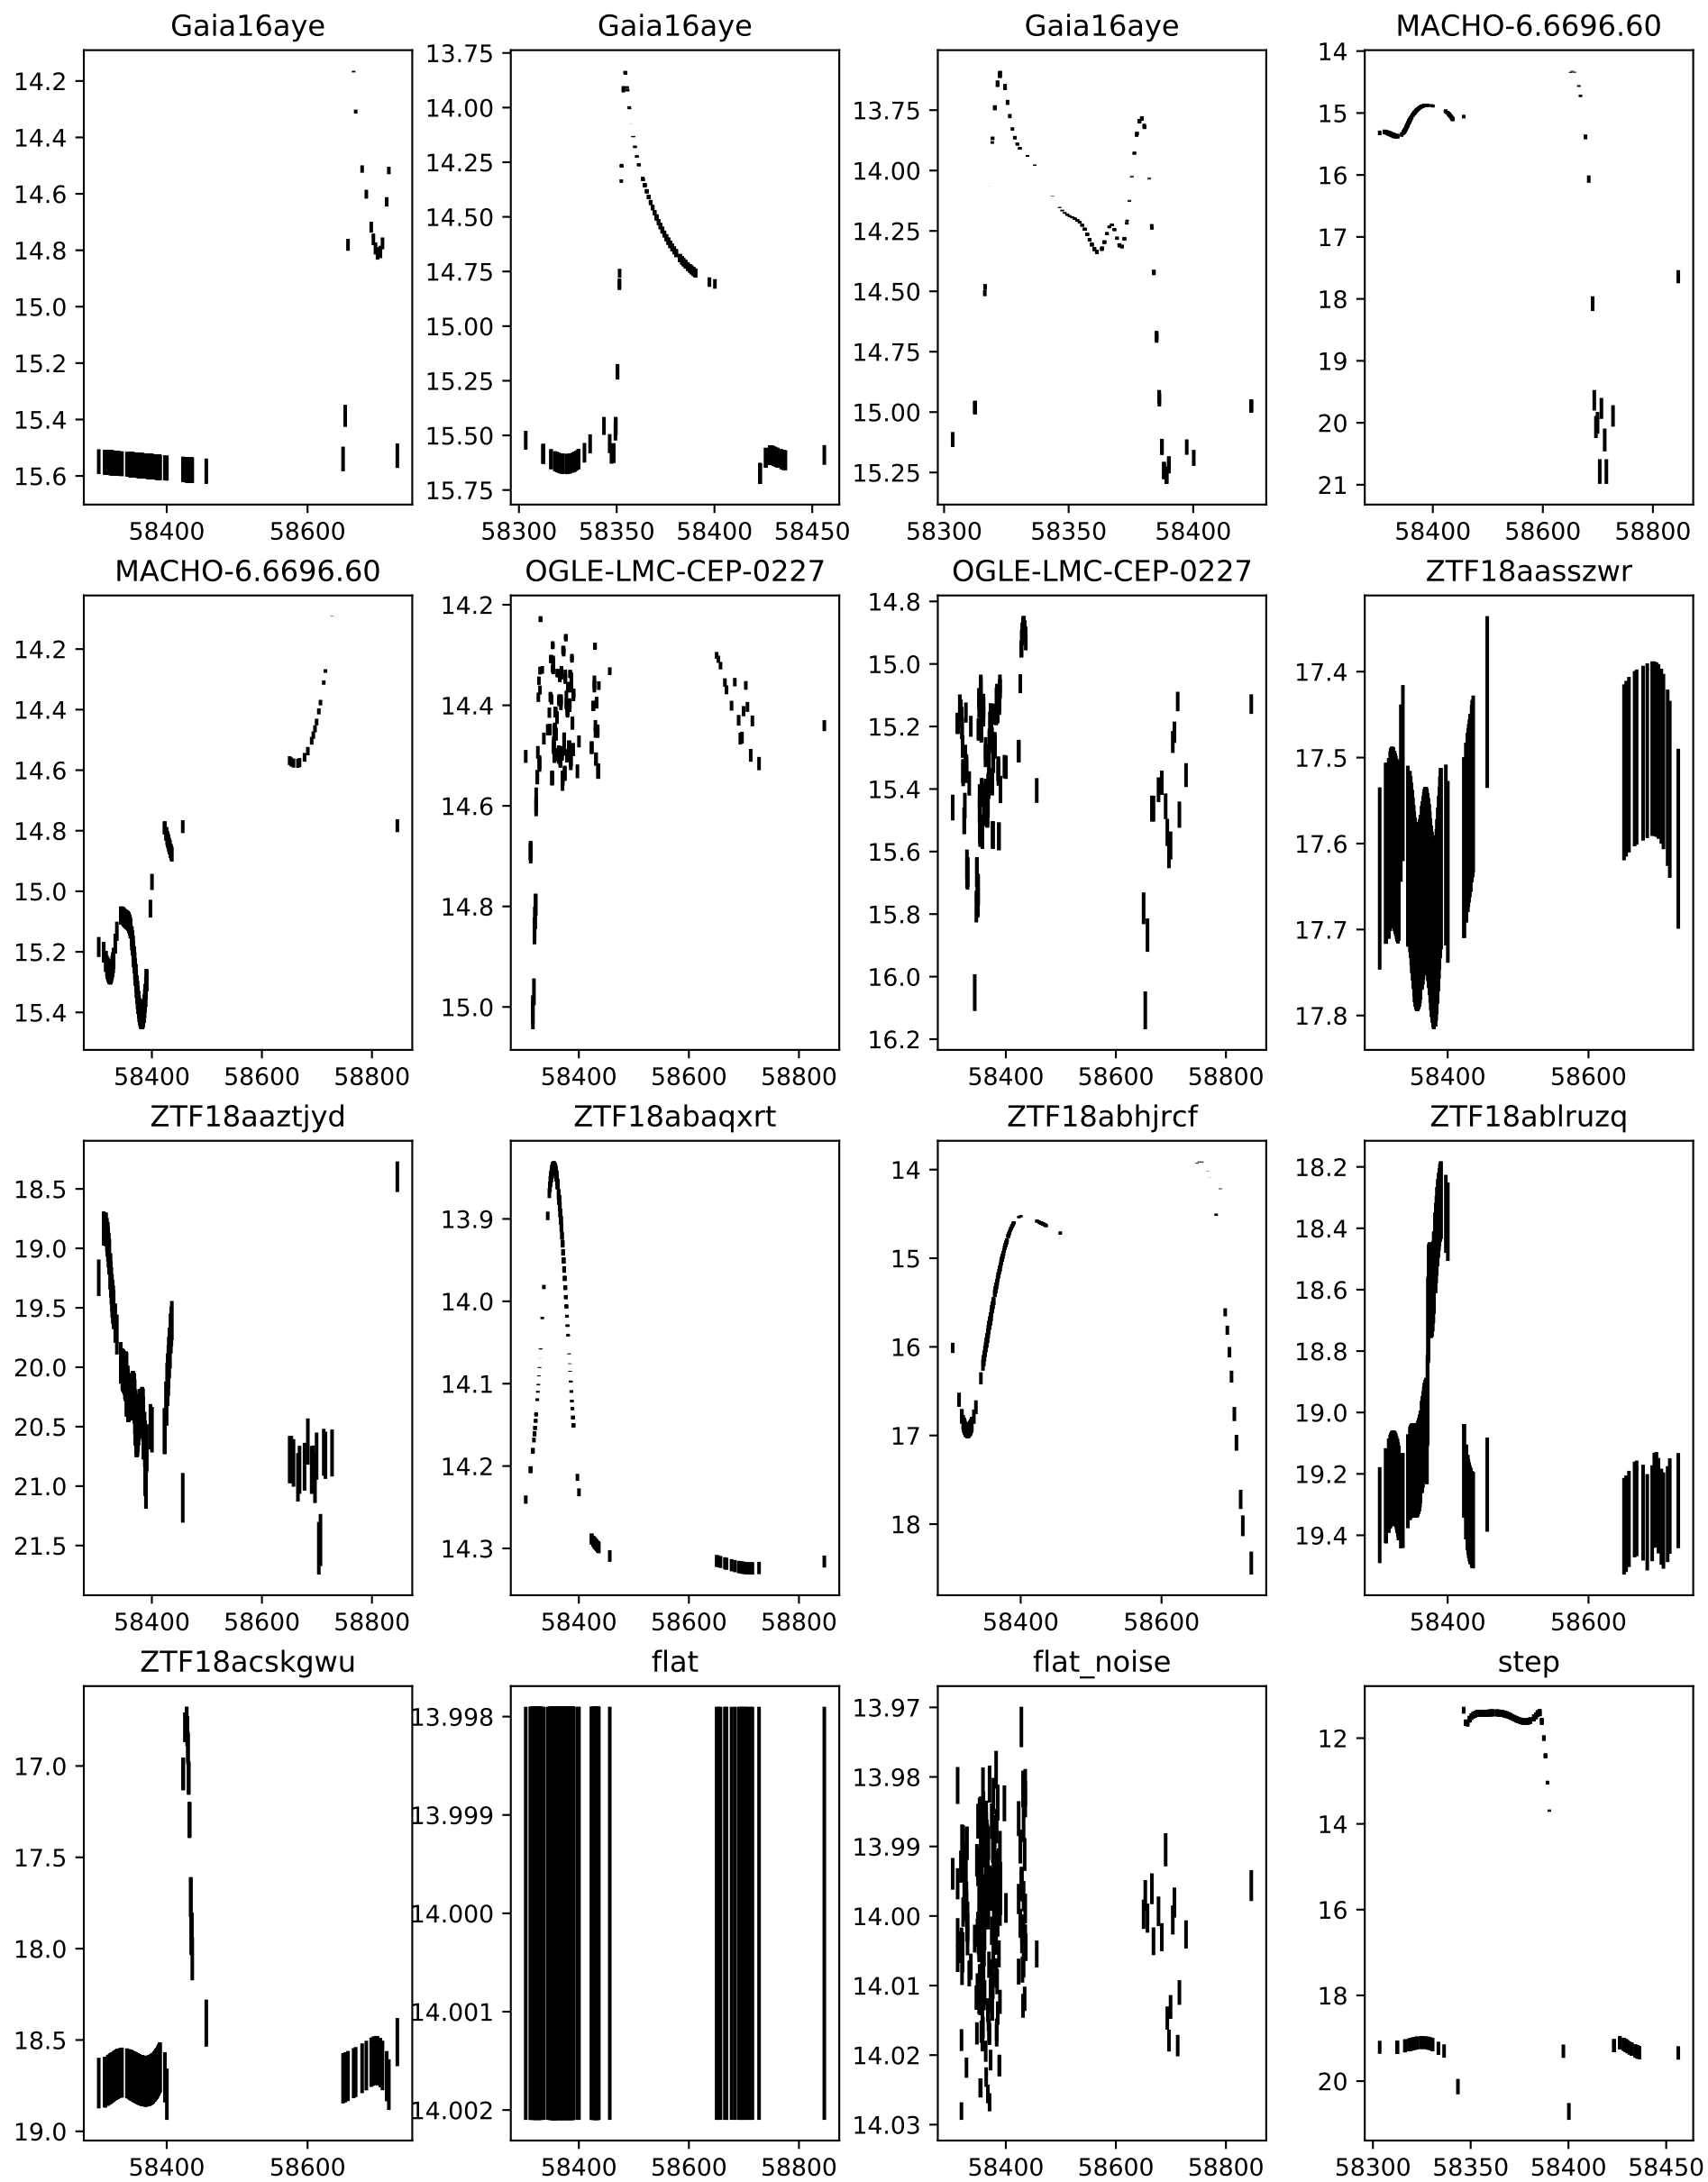 Gaia16aye Gaia16aye Gaia16aye MACHO-6.6696.60
14.2 14.4 14.6 14.8 15.0 15.2 15.4 15.6
58400 58600
13.75 14.00 14.25 14.50 14.75 15.00 15.25 15.50 15.75
58300 58350 58400 58450
13.75 14.00 14.25 14.50 14.75 15.00 15.25
58300 58350 58400
14 15 16 17 18 19 20 21
58400 58600 58800
MACHO-6.6696.60 OGLE-LMC-CEP-0227 OGLE-LMC-CEP-0227 ZTF18aasszwr
14.2 14.4 14.6 14.8 15.0 15.2 15.4
58400 58600 58800
14.2 14.4 14.6 14.8 15.0
58400 58600 58800
14.8 15.0 15.2 15.4 15.6 15.8 16.0 16.2
58400 58600 58800
17.4 17.5 17.6 17.7 17.8
58400 58600
ZTF18aaztjyd ZTF18abaqxrt ZTF18abhjrcf ZTF18ablruzq
18.5 19.0 19.5 20.0 20.5 21.0 21.5
58400 58600 58800
13.9 14.0 14.1 14.2 14.3
58400 58600 58800
14 15 16 17 18
58400 58600
18.2 18.4 18.6 18.8 19.0 19.2 19.4
58400 58600
ZTF18acskgwu flat flat_noise step
17.0 17.5 18.0 18.5 19.0
58400 58600
13.998 13.999 14.000 14.001 14.002
58400 58600 58800
13.97 13.98 13.99 14.00 14.01 14.02 14.03
58400 58600 58800
12 14 16 18 20
58300 58350 58400 58450